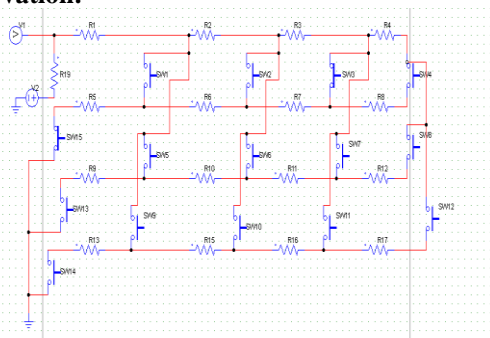 vation.
V1 R1 R2 R3 R4
R19 SW1 SW2 SW3 SW4
V2
R5 R6 R7 R8
SW15 SW5 SW6 SW7 SW8
R9 R10 R11 R12
SW13 SW9 SW10 SW11 SW12
R13 R15 R16 R17
SW14